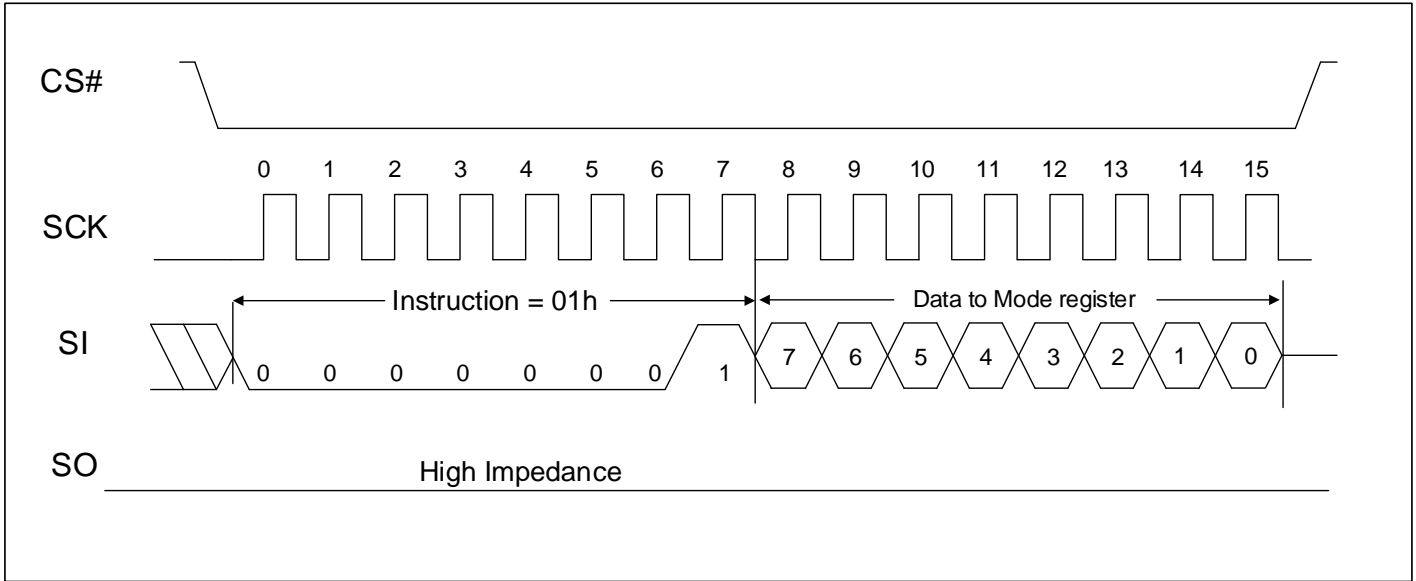 CS#
0 1 2 3 4 5 6 7 8 9 10 11 12 13 14 15
SCK
Instruction = 01h Data to Mode register
SI
0 0 0 0 0 0 0 1 7 6 5 4 3 2 1 0
SO
High Impedance